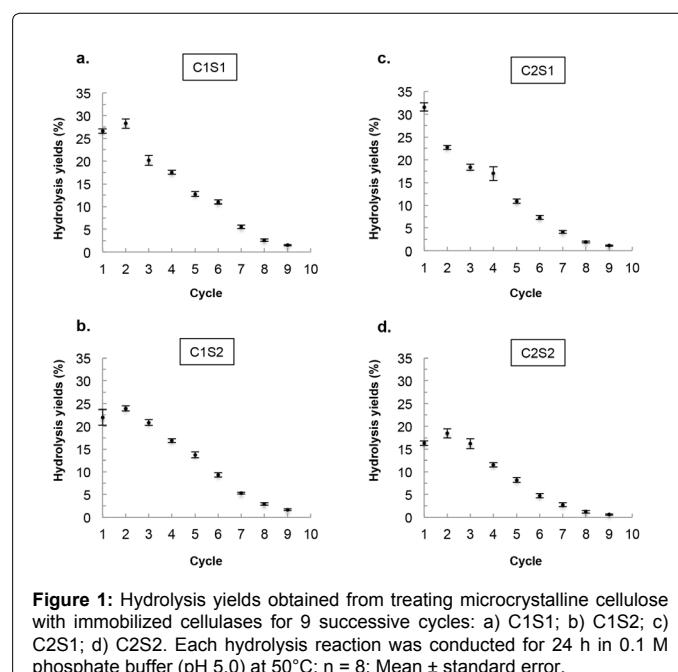 a.
C1S1
Hydrolysis yields (%)
35
30
25
20
15
10
5
0
1 2 3 4 5 6 7 8 9 10
Cycle
c.
C2S1
Hydrolysis yields (%)
35
30
25
20
15
10
5
0
1 2 3 4 5 6 7 8 9 10
Cycle
b.
C1S2
Hydrolysis yields (%)
35
30
25
20
15
10
5
0
1 2 3 4 5 6 7 8 9 10
Cycle
d.
C2S2
Hydrolysis yields (%)
35
30
25
20
15
10
5
0
1 2 3 4 5 6 7 8 9 10
Cycle
Figure 1: Hydrolysis yields obtained from treating microcrystalline cellulose
with immobilized cellulases for 9 successive cycles: a) C1S1; b) C1S2; c)
C2S1; d) C2S2. Each hydrolysis reaction was conducted for 24 h in 0.1 M
phosphate buffer (pH 5.0) at 50°C; n = 8; Mean ± standard error.